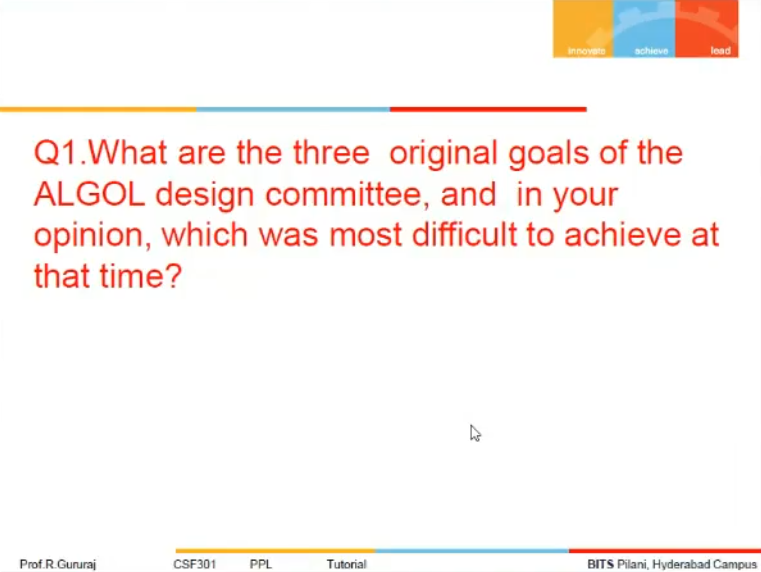 innovate achieve lead
Q1.What are the three original goals of the
ALGOL design committee, and in your
opinion, which was most difficult to achieve at
that time?
Prof.R.Gururaj CSF301 PPL Tutorial BITS Pilani, Hyderabad Campus